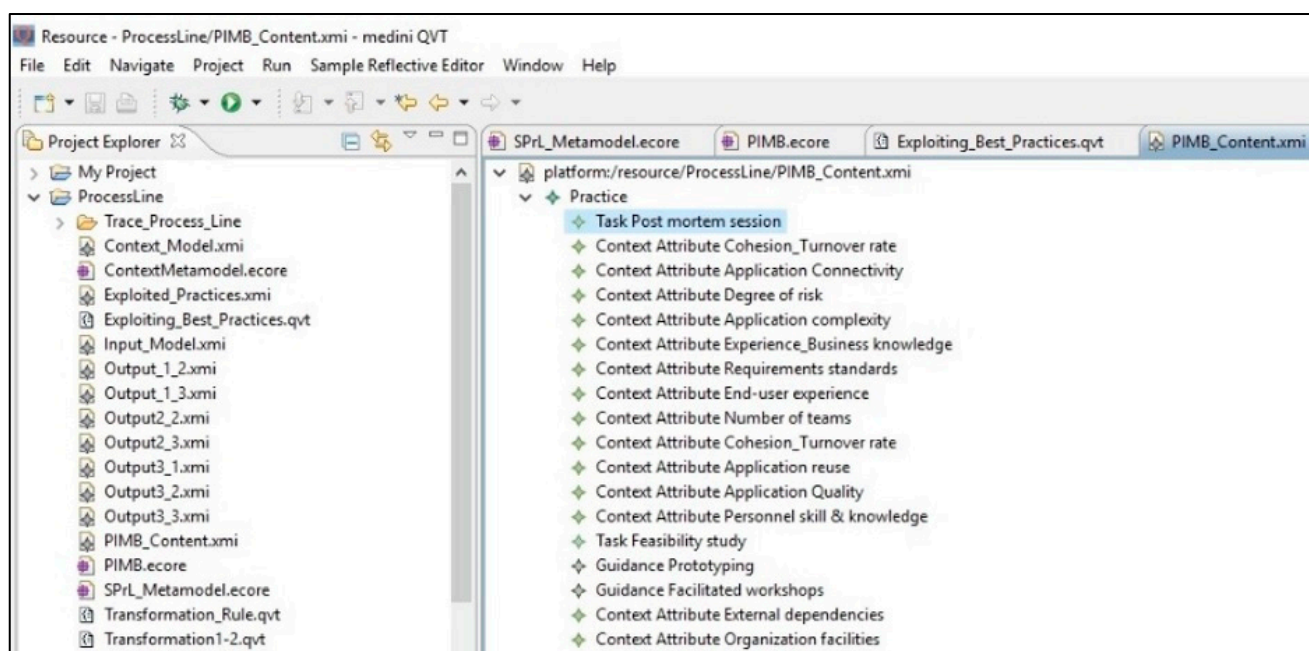 Resource - ProcessLine/PIMB_Content.xmi - medini QVT
File Edit Navigate Project Run Sample Reflective Editor Window Help
Project Explorer
My Project
ProcessLine
Trace_Process_Line
Context_Model.xmi
ContextMetamodel.ecore
Exploited_Practices.xmi
Exploiting_Best_Practices.qvt
Input_Model.xmi
Output_1_2.xmi
Output_1_3.xmi
Output2_2.xmi
Output2_3.xmi
Output3_1.xmi
Output3_2.xmi
Output3_3.xmi
PIMB_Content.xmi
PIMB.ecore
SPrL_Metamodel.ecore
Transformation_Rule.qvt
Transformation1-2.qvt
SPrL_Metamodel.ecore PIMB.ecore Exploiting_Best_Practices.qvt PIMB_Content.xmi
platform:/resource/ProcessLine/PIMB_Content.xmi
Practice
Task Post mortem session
Context Attribute Cohesion_Turnover rate
Context Attribute Application Connectivity
Context Attribute Degree of risk
Context Attribute Application complexity
Context Attribute Experience_Business knowledge
Context Attribute Requirements standards
Context Attribute End-user experience
Context Attribute Number of teams
Context Attribute Cohesion_Turnover rate
Context Attribute Application reuse
Context Attribute Application Quality
Context Attribute Personnel skill & knowledge
Task Feasibility study
Guidance Prototyping
Guidance Facilitated workshops
Context Attribute External dependencies
Context Attribute Organization facilities